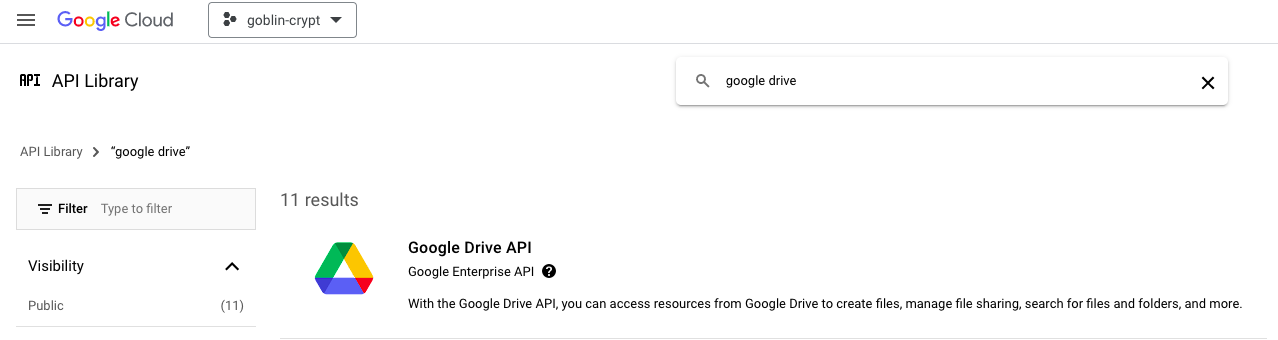 Google Cloud
goblin-crypt
API API Library
google drive
API Library > "google drive"
Filter Type to filter
11 results
Google Drive API
Google Enterprise API
Visibility
With the Google Drive API, you can access resources from Google Drive to create files, manage file sharing, search for files and folders, and more.
Public (11)